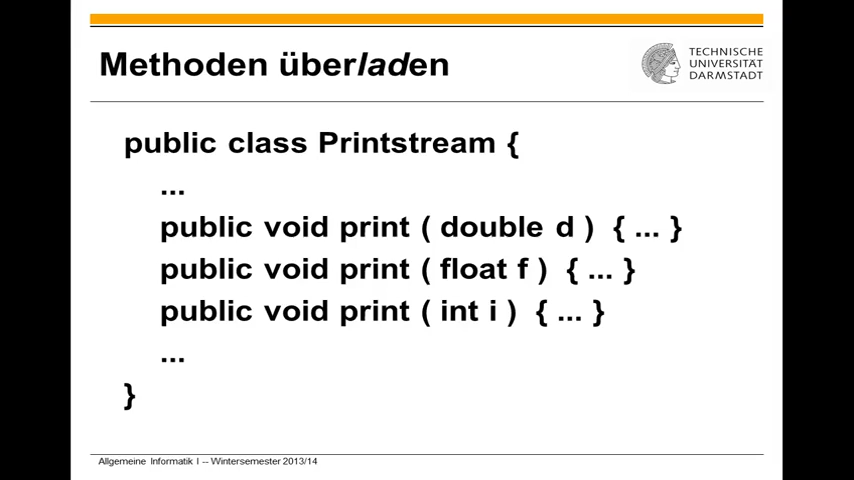 Methoden überladen
TECHNISCHE
UNIVERSITÄT
DARMSTADT
public class Printstream {
...
public void print ( double d ) { ... }
public void print ( float f ) { ... }
public void print ( int i ) { ... }
...
}
Allgemeine Informatik I -- Wintersemester 2013/14